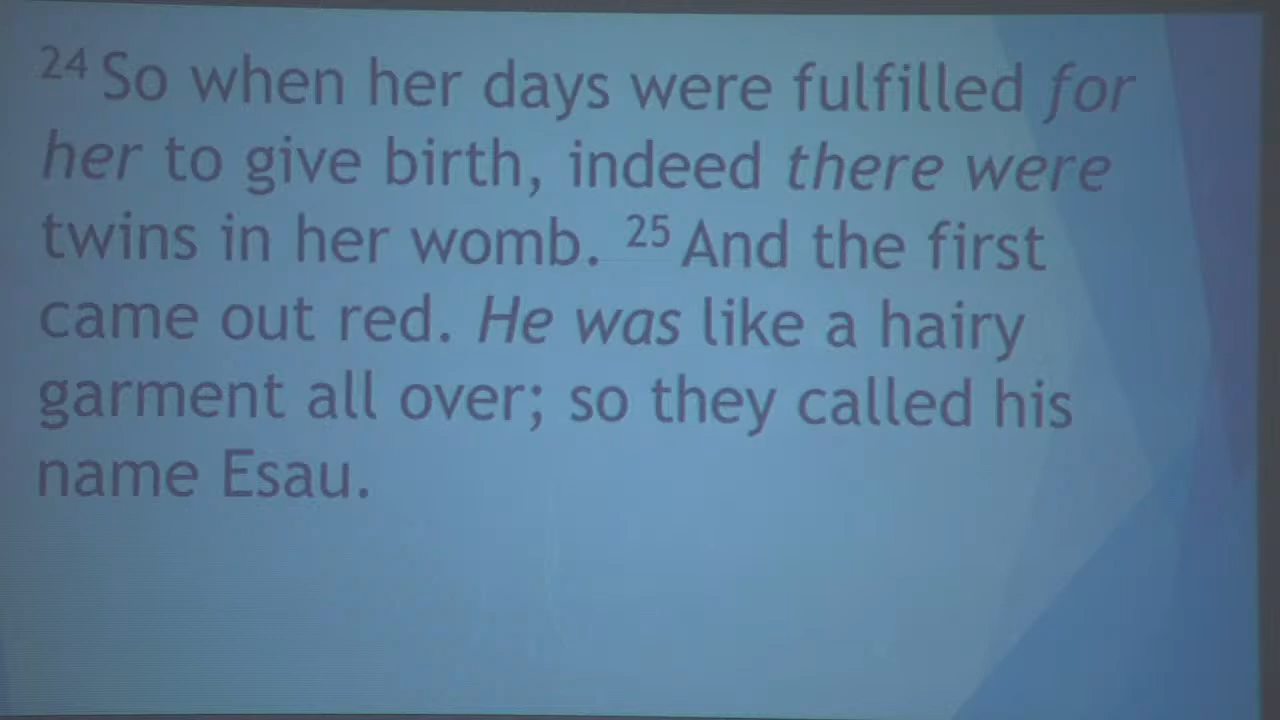 24 So when her days were fulfilled for
her to give birth, indeed there were
twins in her womb. 25 And the first
came out red. He was like a hairy
garment all over; so they called his
name Esau.